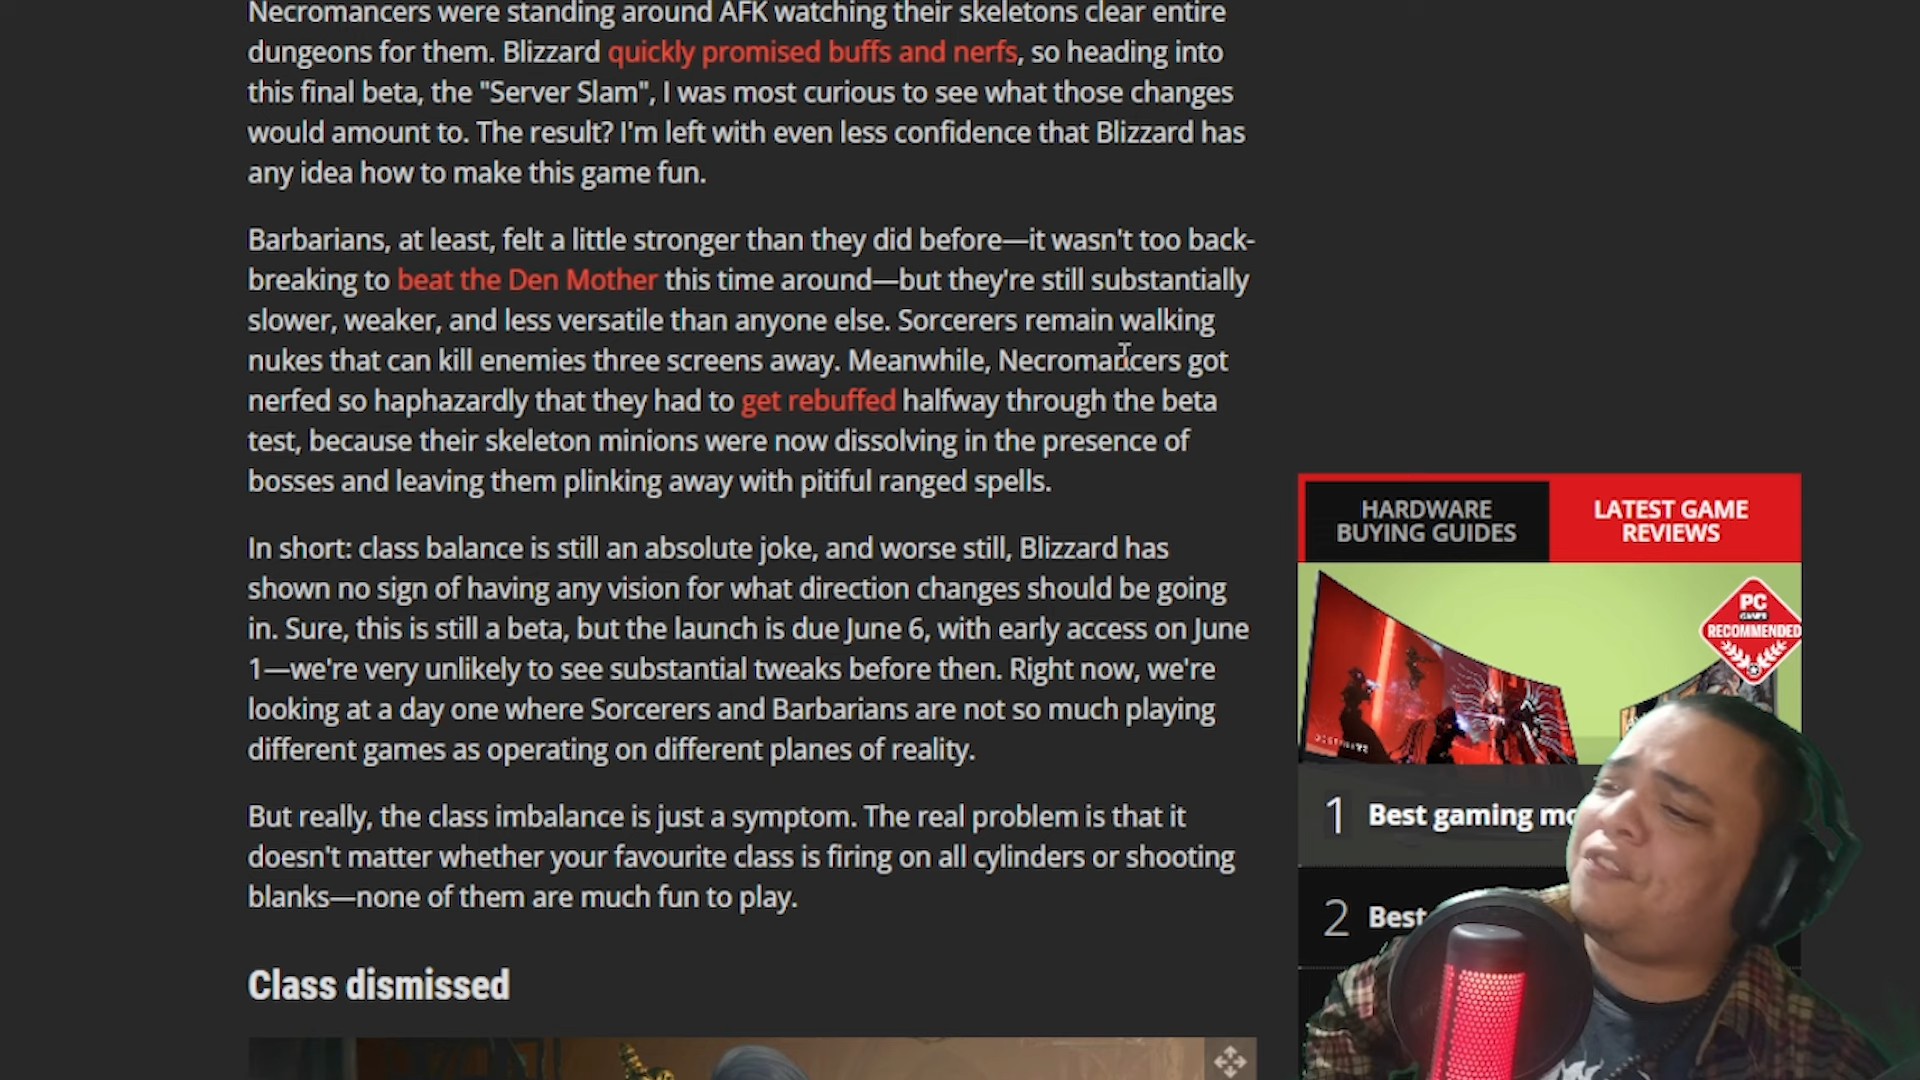 Necromancers were standing around AFK watching their skeletons clear entire
dungeons for them. Blizzard quickly promised buffs and nerfs, so heading into
this final beta, the "Server Slam", I was most curious to see what those changes
would amount to. The result? I'm left with even less confidence that Blizzard has
any idea how to make this game fun.
Barbarians, at least, felt a little stronger than they did before—it wasn't too back-
breaking to beat the Den Mother this time around—but they're still substantially
slower, weaker, and less versatile than anyone else. Sorcerers remain walking
nukes that can kill enemies three screens away. Meanwhile, Necromancers got
nerfed so haphazardly that they had to get rebuffed halfway through the beta
test, because their skeleton minions were now dissolving in the presence of
bosses and leaving them plinking away with pitiful ranged spells.
In short: class balance is still an absolute joke, and worse still, Blizzard has
shown no sign of having any vision for what direction changes should be going
in. Sure, this is still a beta, but the launch is due June 6, with early access on June
1—we're very unlikely to see substantial tweaks before then. Right now, we're
looking at a day one where Sorcerers and Barbarians are not so much playing
different games as operating on different planes of reality.
But really, the class imbalance is just a symptom. The real problem is that it
doesn't matter whether your favourite class is firing on all cylinders or shooting
blanks—none of them are much fun to play.
Class dismissed
HARDWARE
BUYING GUIDES
LATEST GAME
REVIEWS
PC
GAMER
RECOMMENDED
1 Best gaming
2 Best